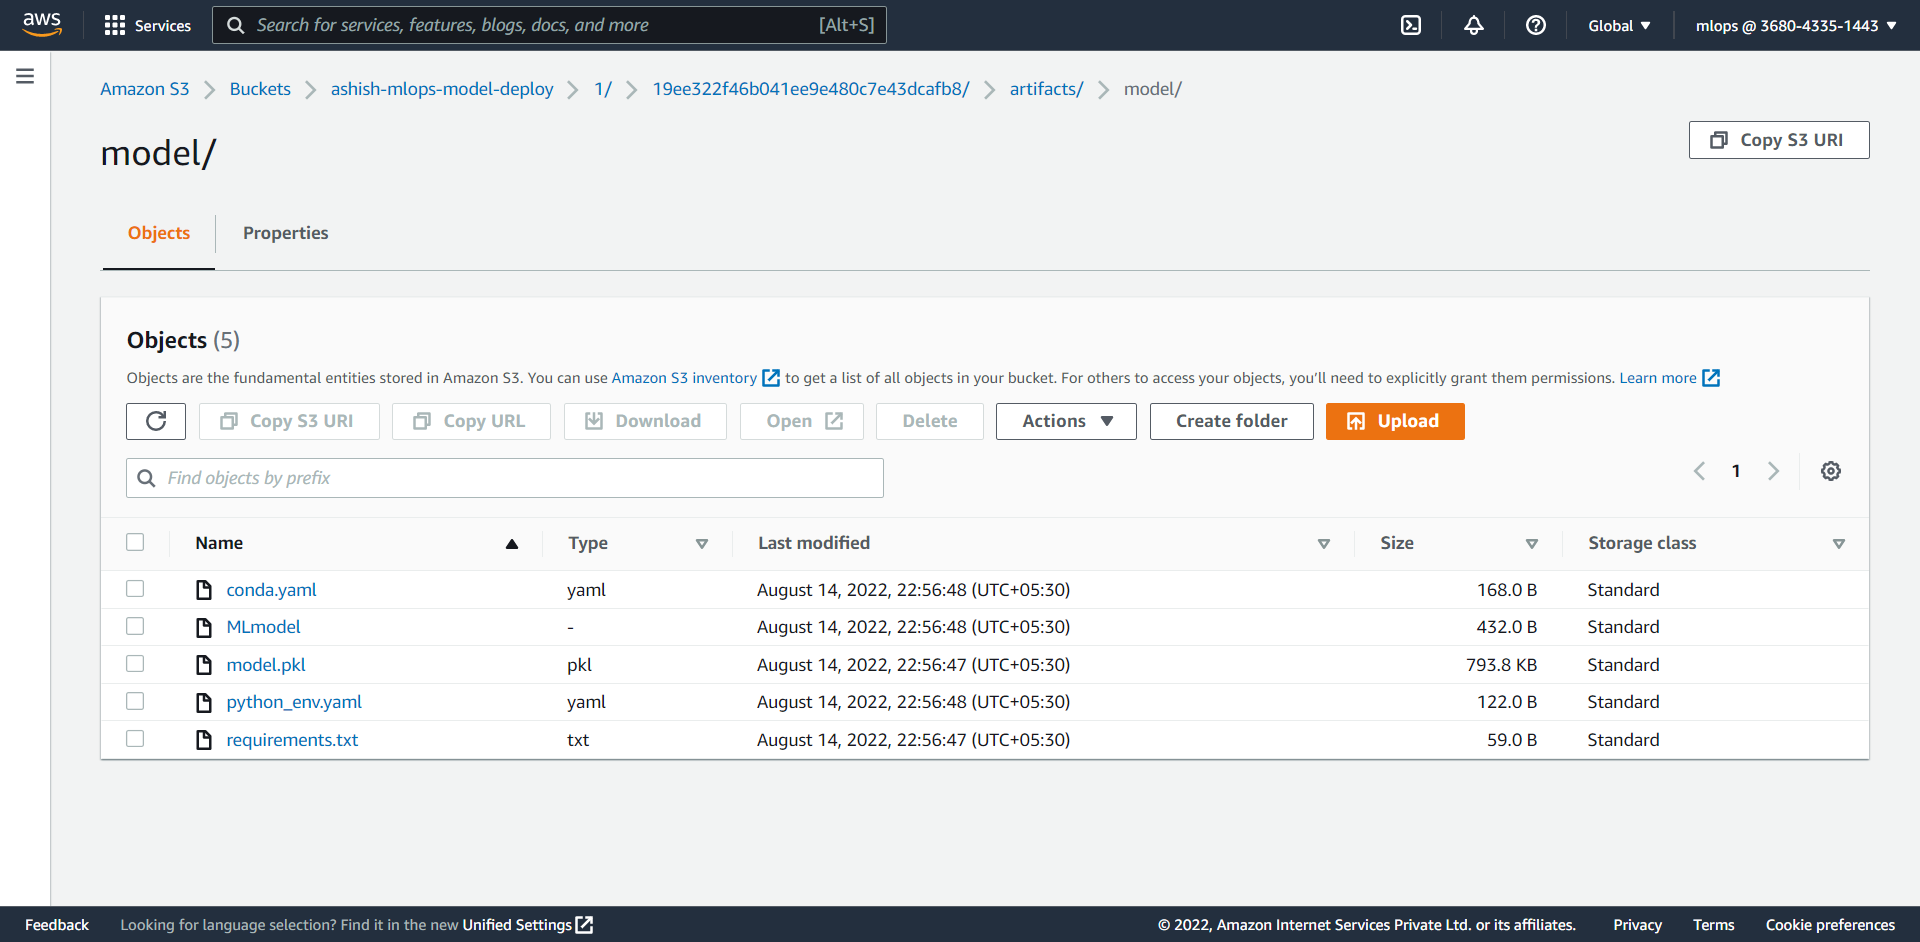 aws Services Search for services, features, blogs, docs, and more [Alt+S] Global mlops @ 3680-4335-1443
Amazon S3 Buckets ashish-mlops-model-deploy 1/ 19ee322f46b041ee9e480c7e43dcafb8/ artifacts/ model/
model/ Copy S3 URI
Objects Properties
Objects (5)
Objects are the fundamental entities stored in Amazon S3. You can use Amazon S3 inventory to get a list of all objects in your bucket. For others to access your objects, you’ll need to explicitly grant them permissions. Learn more
Copy S3 URI Copy URL Download Open Delete Actions Create folder Upload
Find objects by prefix 1
Name Type Last modified Size Storage class
conda.yaml yaml August 14, 2022, 22:56:48 (UTC+05:30) 168.0 B Standard
MLmodel - August 14, 2022, 22:56:48 (UTC+05:30) 432.0 B Standard
model.pkl pkl August 14, 2022, 22:56:47 (UTC+05:30) 793.8 KB Standard
python_env.yaml yaml August 14, 2022, 22:56:48 (UTC+05:30) 122.0 B Standard
requirements.txt txt August 14, 2022, 22:56:47 (UTC+05:30) 59.0 B Standard
Feedback Looking for language selection? Find it in the new Unified Settings © 2022, Amazon Internet Services Private Ltd. or its affiliates. Privacy Terms Cookie preferences